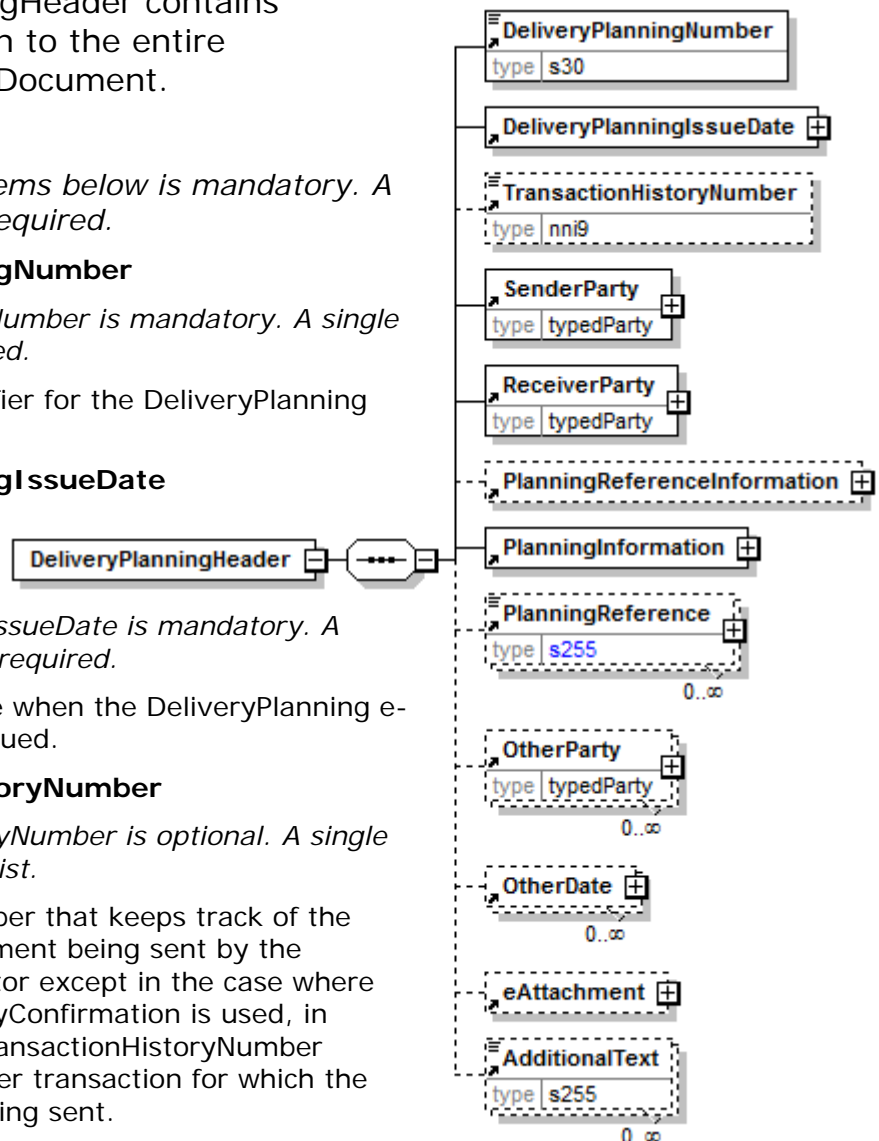 gHeader contains
n to the entire
Document.
ems below is mandatory. A
equired.
gNumber
Number is mandatory. A single
ed.
fier for the DeliveryPlanning
gIssueDate
ssueDate is mandatory. A
required.
e when the DeliveryPlanning e-
ued.
oryNumber
yNumber is optional. A single
ist.
ber that keeps track of the
ment being sent by the
tor except in the case where
yConfirmation is used, in
ansactionHistoryNumber
er transaction for which the
ing sent.
DeliveryPlanningHeader
DeliveryPlanningNumber
type s30
DeliveryPlanningIssueDate
TransactionHistoryNumber
type nni9
SenderParty
type typedParty
ReceiverParty
type typedParty
PlanningReferenceInformation
PlanningInformation
PlanningReference
type s255
0..∞
OtherParty
type typedParty
0..∞
OtherDate
0..∞
eAttachment
AdditionalText
type s255
0..∞